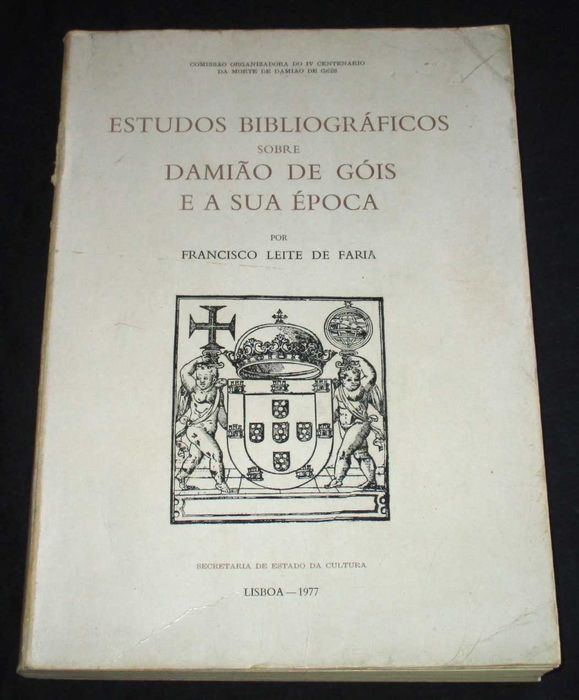 COMISSÃO ORGANIZADORA DO IV CENTENÁRIO
DA MORTE DE DAMIÃO DE GÓIS
ESTUDOS BIBLIOGRÁFICOS
SOBRE
DAMIÃO DE GÓIS
E A SUA ÉPOCA
POR
FRANCISCO LEITE DE FARIA
SECRETARIA DE ESTADO DA CULTURA
LISBOA — 1977